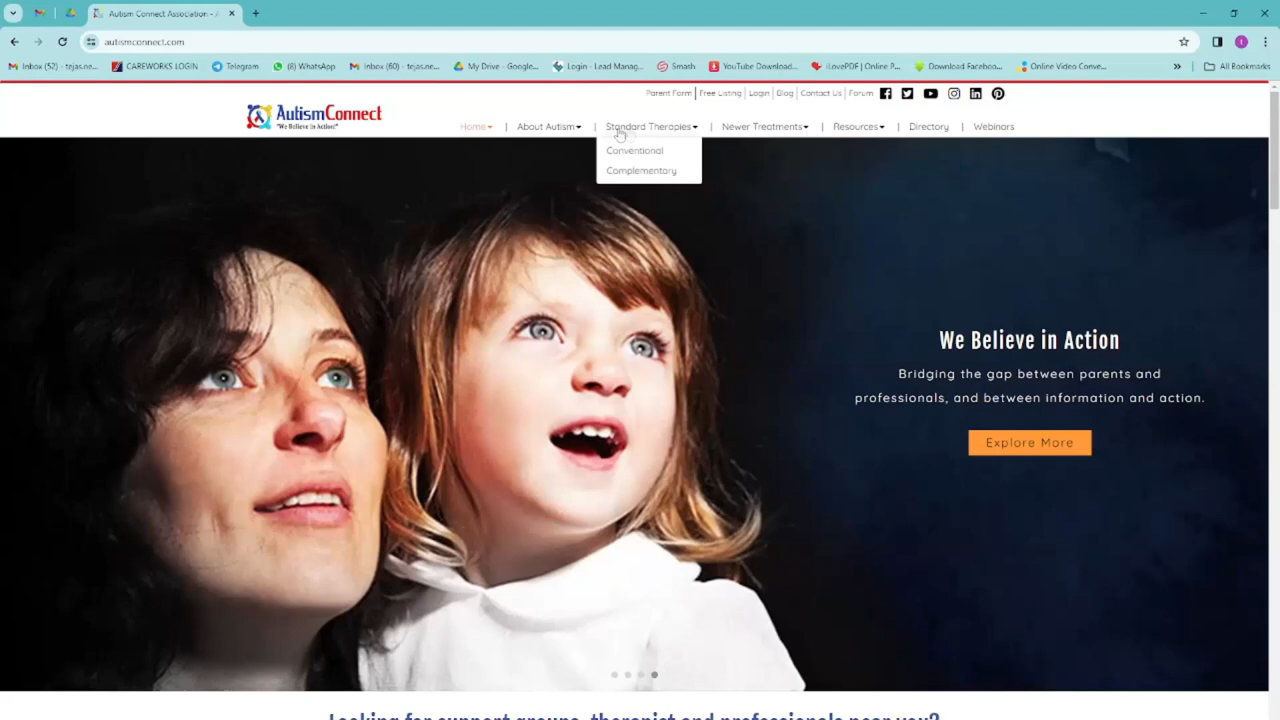 Autism Connect Association - A
autismconnect.com
Inbox (52) - tejas.ne...
CAREWORKS LOGIN
Telegram
(8) WhatsApp
Inbox (60) - tejas.ne...
My Drive - Google...
Login - Lead Manag...
Smash
YouTube Download...
iLovePDF | Online P...
Download Faceboo...
Online Video Conve...
»
All Bookmarks
Parent Form | Free Listing | Login | Blog | Contact Us | Forum
AutismConnect
"We Believe in Action!"
Home | About Autism | Standard Therapies | Newer Treatments | Resources | Directory | Webinars
Conventional
Complementary
We Believe in Action
Bridging the gap between parents and
professionals, and between information and action.
Explore More
Looking for support groups, therapist and professionals near you?